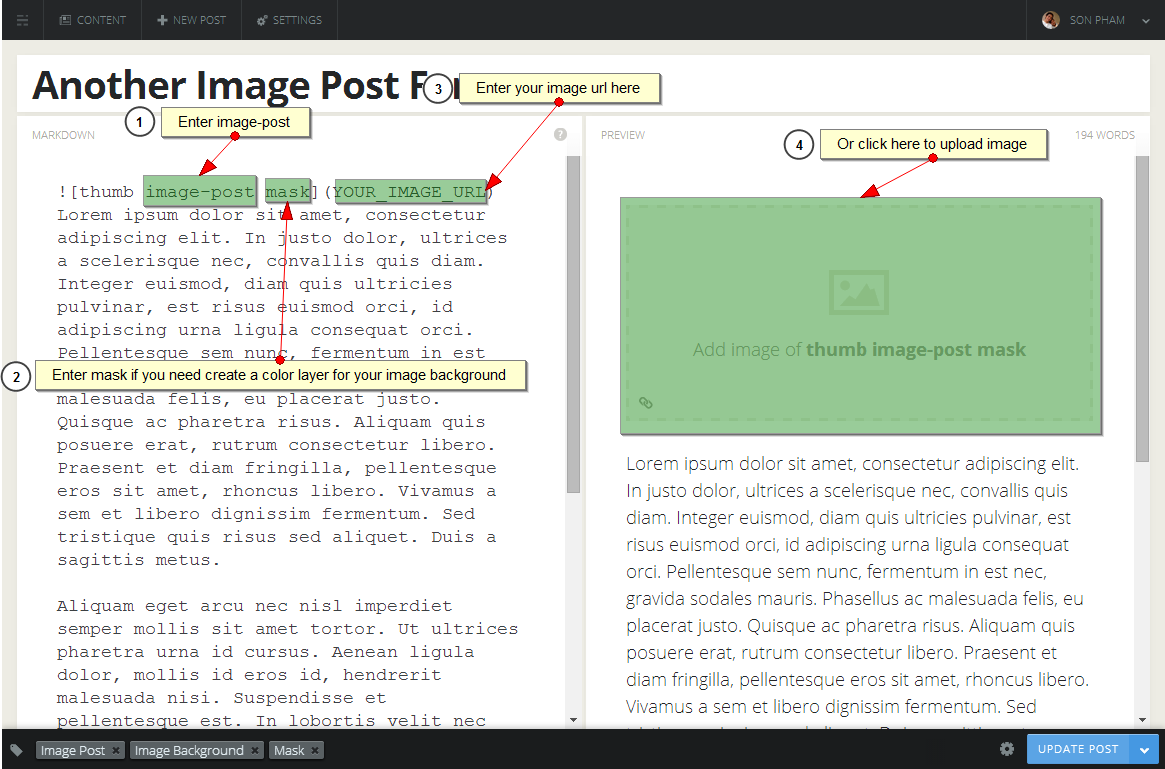 CONTENT
NEW POST
SETTINGS
SON PHAM
Another Image Post For
3
Enter your image url here
MARKDOWN
1
Enter image-post
?
![thumb image-post mask](YOUR_IMAGE_URL)
Lorem ipsum dolor sit amet, consectetur
adipiscing elit. In justo dolor, ultrices
a scelerisque nec, convallis quis diam.
Integer euismod, diam quis ultricies
pulvinar, est risus euismod orci, id
adipiscing urna ligula consequat orci.
Pellentesque sem nunc, fermentum in est
2
Enter mask if you need create a color layer for your image background
malesuada felis, eu placerat justo.
Quisque ac pharetra risus. Aliquam quis
posuere erat, rutrum consectetur libero.
Praesent et diam fringilla, pellentesque
eros sit amet, rhoncus libero. Vivamus a
sem et libero dignissim fermentum. Sed
tristique quis risus sed aliquet. Duis a
sagittis metus.
Aliquam eget arcu nec nisl imperdiet
semper mollis sit amet tortor. Ut ultrices
pharetra urna id cursus. Aenean ligula
dolor, mollis id eros id, hendrerit
malesuada nisi. Suspendisse et
pellentesque est. In lobortis velit nec
PREVIEW
194 WORDS
4
Or click here to upload image
Add image of thumb image-post mask
Lorem ipsum dolor sit amet, consectetur adipiscing elit.
In justo dolor, ultrices a scelerisque nec, convallis quis
diam. Integer euismod, diam quis ultricies pulvinar, est
risus euismod orci, id adipiscing urna ligula consequat
orci. Pellentesque sem nunc, fermentum in est nec,
gravida sodales mauris. Phasellus ac malesuada felis, eu
placerat justo. Quisque ac pharetra risus. Aliquam quis
posuere erat, rutrum consectetur libero. Praesent et
diam fringilla, pellentesque eros sit amet, rhoncus libero.
Vivamus a sem et libero dignissim fermentum. Sed
Image Post ×
Image Background ×
Mask ×
UPDATE POST